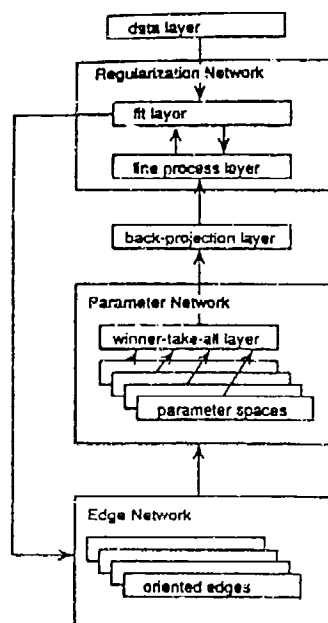 data layer
Regularization Network
fit layer
line process layer
back-projection layer
Parameter Network
winner-take-all layer
parameter spaces
Edge Network
oriented edges